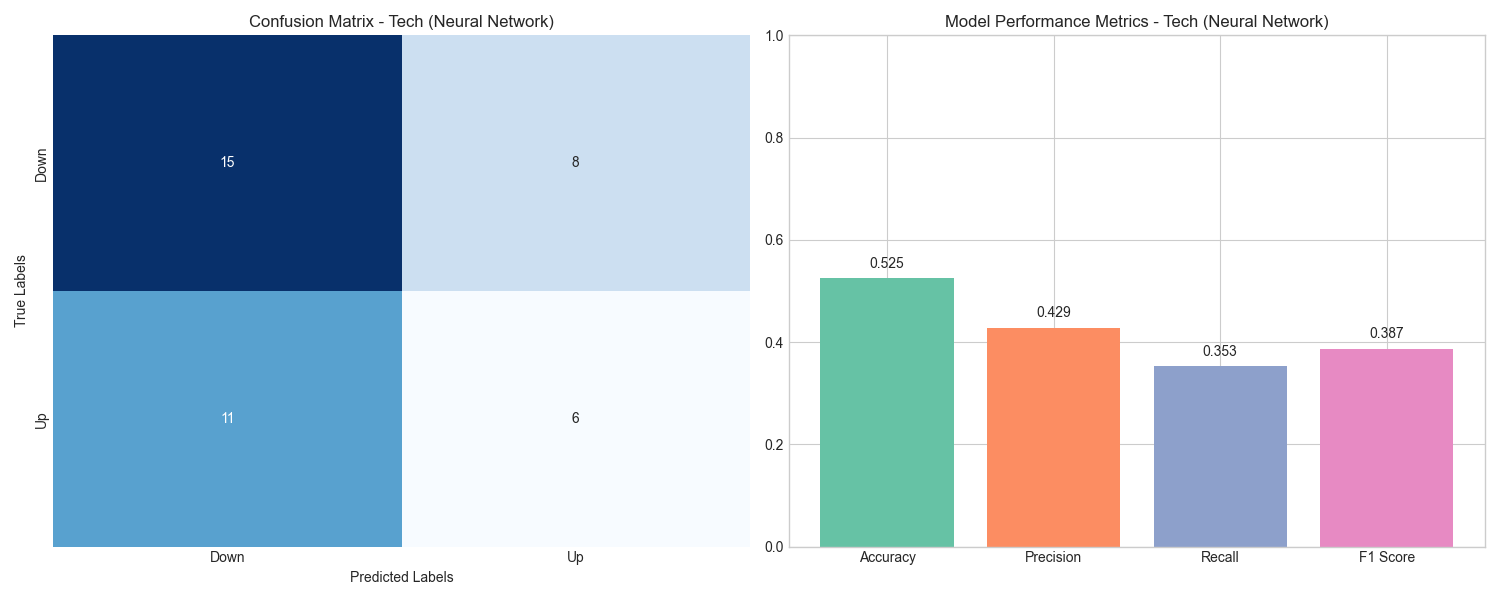 Confusion Matrix - Tech (Neural Network)
Down
15
8
True Labels
Up
11
6
Down
Up
Predicted Labels
Model Performance Metrics - Tech (Neural Network)
1.0
0.8
0.6
0.4
0.2
0.0
0.525
0.429
0.353
0.387
Accuracy
Precision
Recall
F1 Score